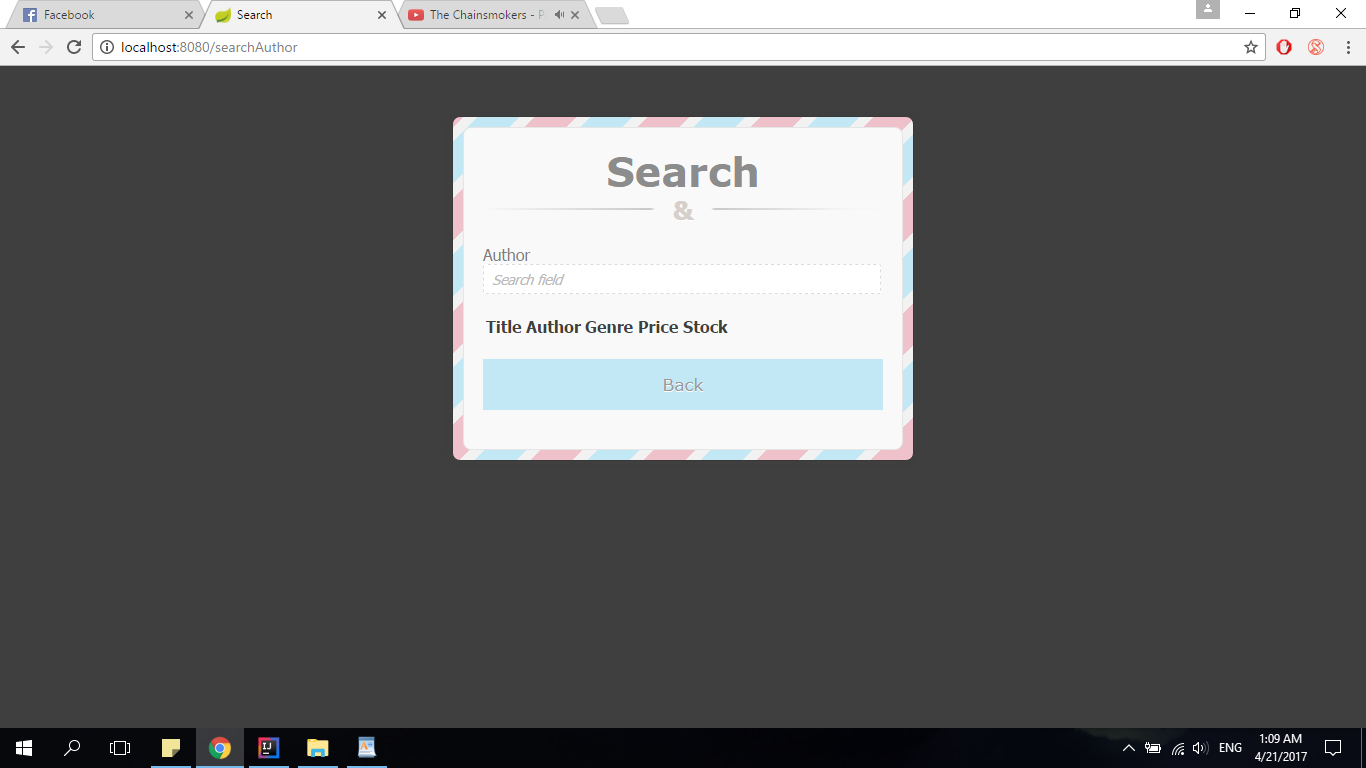 Facebook
Search
The Chainsmokers - P
localhost:8080/searchAuthor
Search
&
Author
Search field
Title Author Genre Price Stock
Back
ENG
1:09 AM
4/21/2017